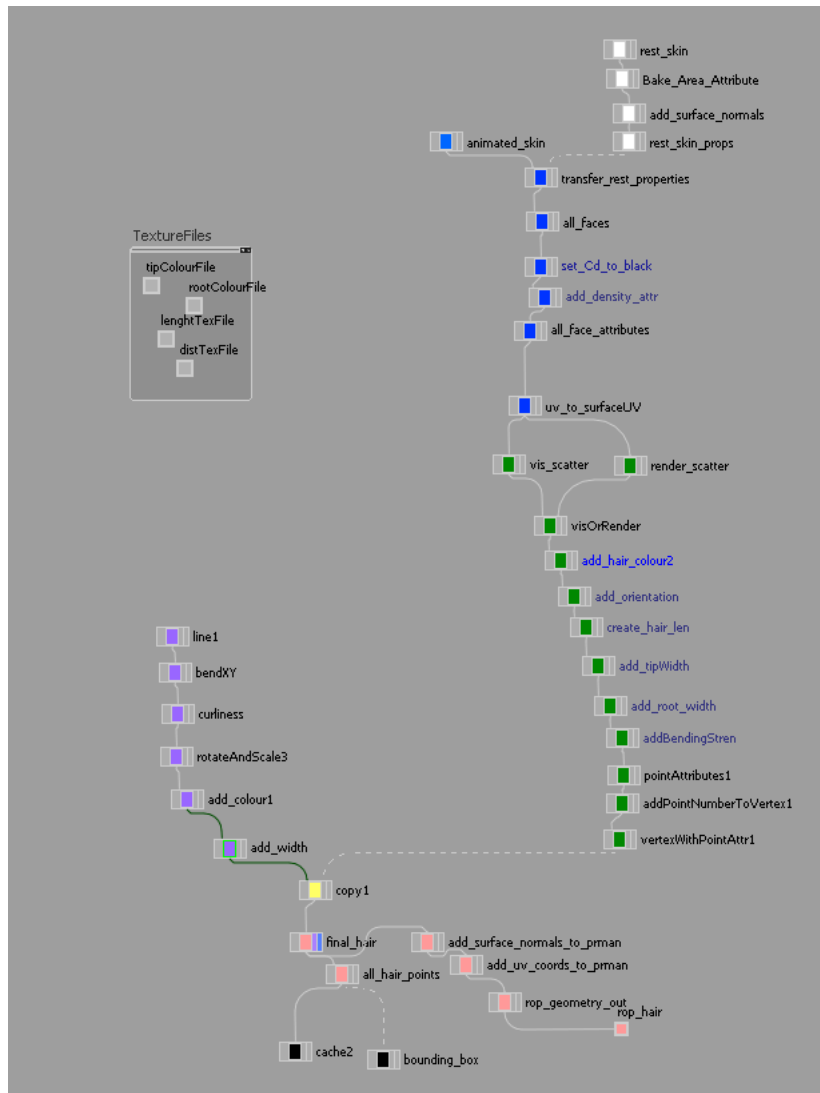 rest_skin
Bake_Area_Attribute
add_surface_normals
animated_skin
rest_skin_props
transfer_rest_properties
all_faces
TextureFiles
tipColourFile
rootColourFile
lenghtTexFile
distTexFile
set_Cd_to_black
add_density_attr
all_face_attributes
uv_to_surfaceUV
vis_scatter
render_scatter
visOrRender
add_hair_colour2
add_orientation
create_hair_len
add_tipWidth
add_root_width
addBendingStren
pointAttributes1
addPointNumberToVertex1
vertexWithPointAttr1
line1
bendXY
curliness
rotateAndScale3
add_colour1
add_width
copy1
final_hair
add_surface_normals_to_prman
all_hair_points
add_uv_coords_to_prman
rop_geometry_out
rop_hair
cache2
bounding_box